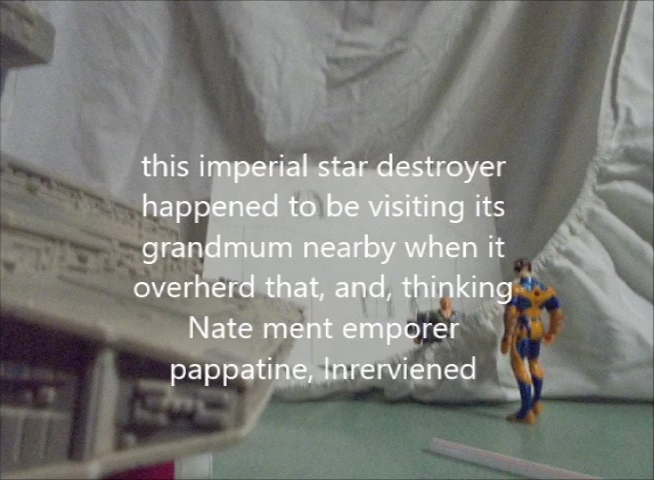 this imperial star destroyer
happened to be visiting its
grandmum nearby when it
overherd that, and, thinking
Nate ment emporer
pappatine, Inrerviened